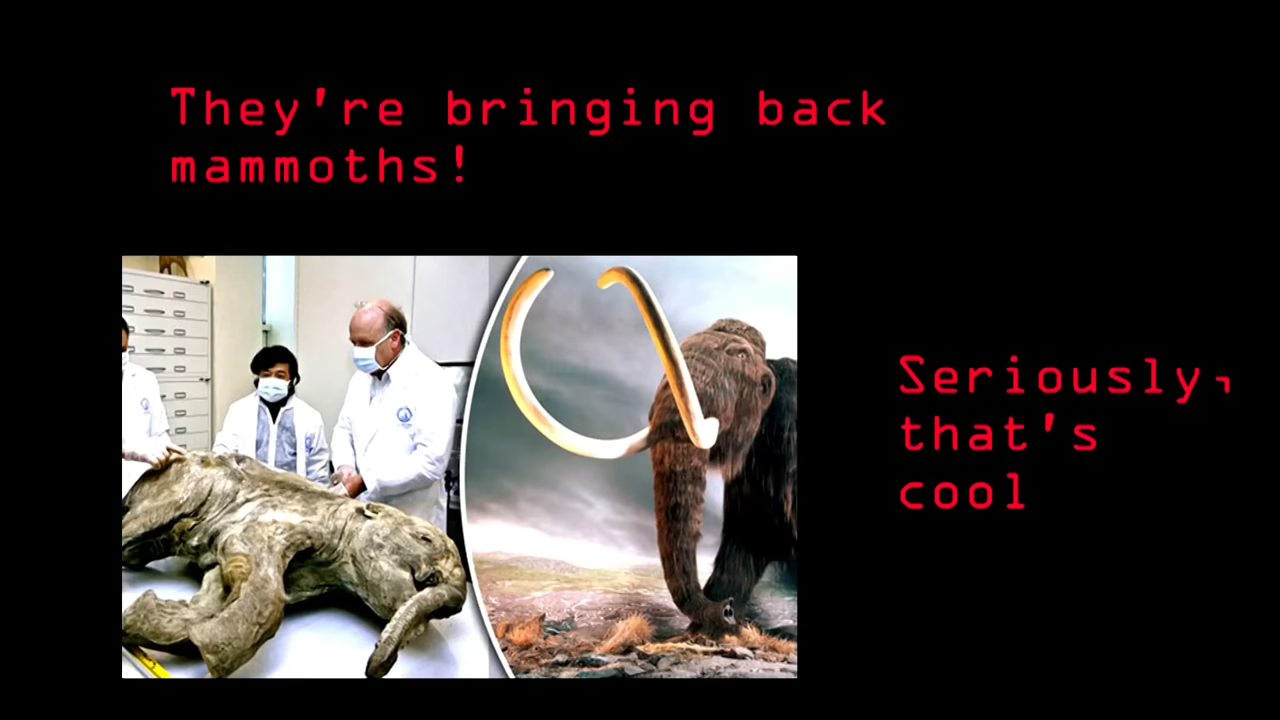 They're bringing back
mammoths!
Seriously,
that's
cool